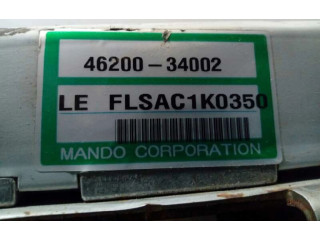 46200-34002
LE FLSAC1K0350
MANDO CORPORATION